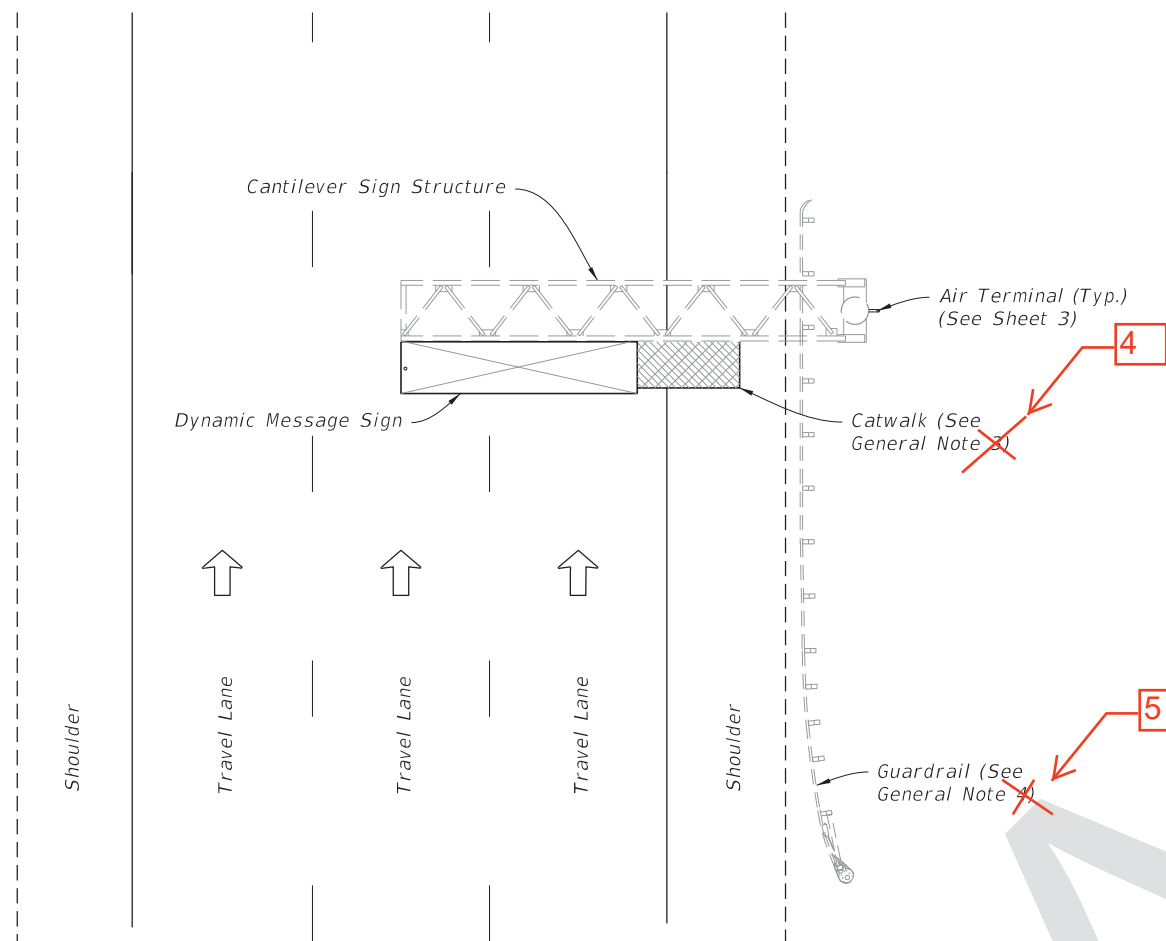 Cantilever Sign Structure
Air Terminal (Typ.)
(See Sheet 3)
4
Dynamic Message Sign
Catwalk (See
General Note 3)
Shoulder
Travel Lane
Travel Lane
Travel Lane
Shoulder
5
Guardrail (See
General Note 4)